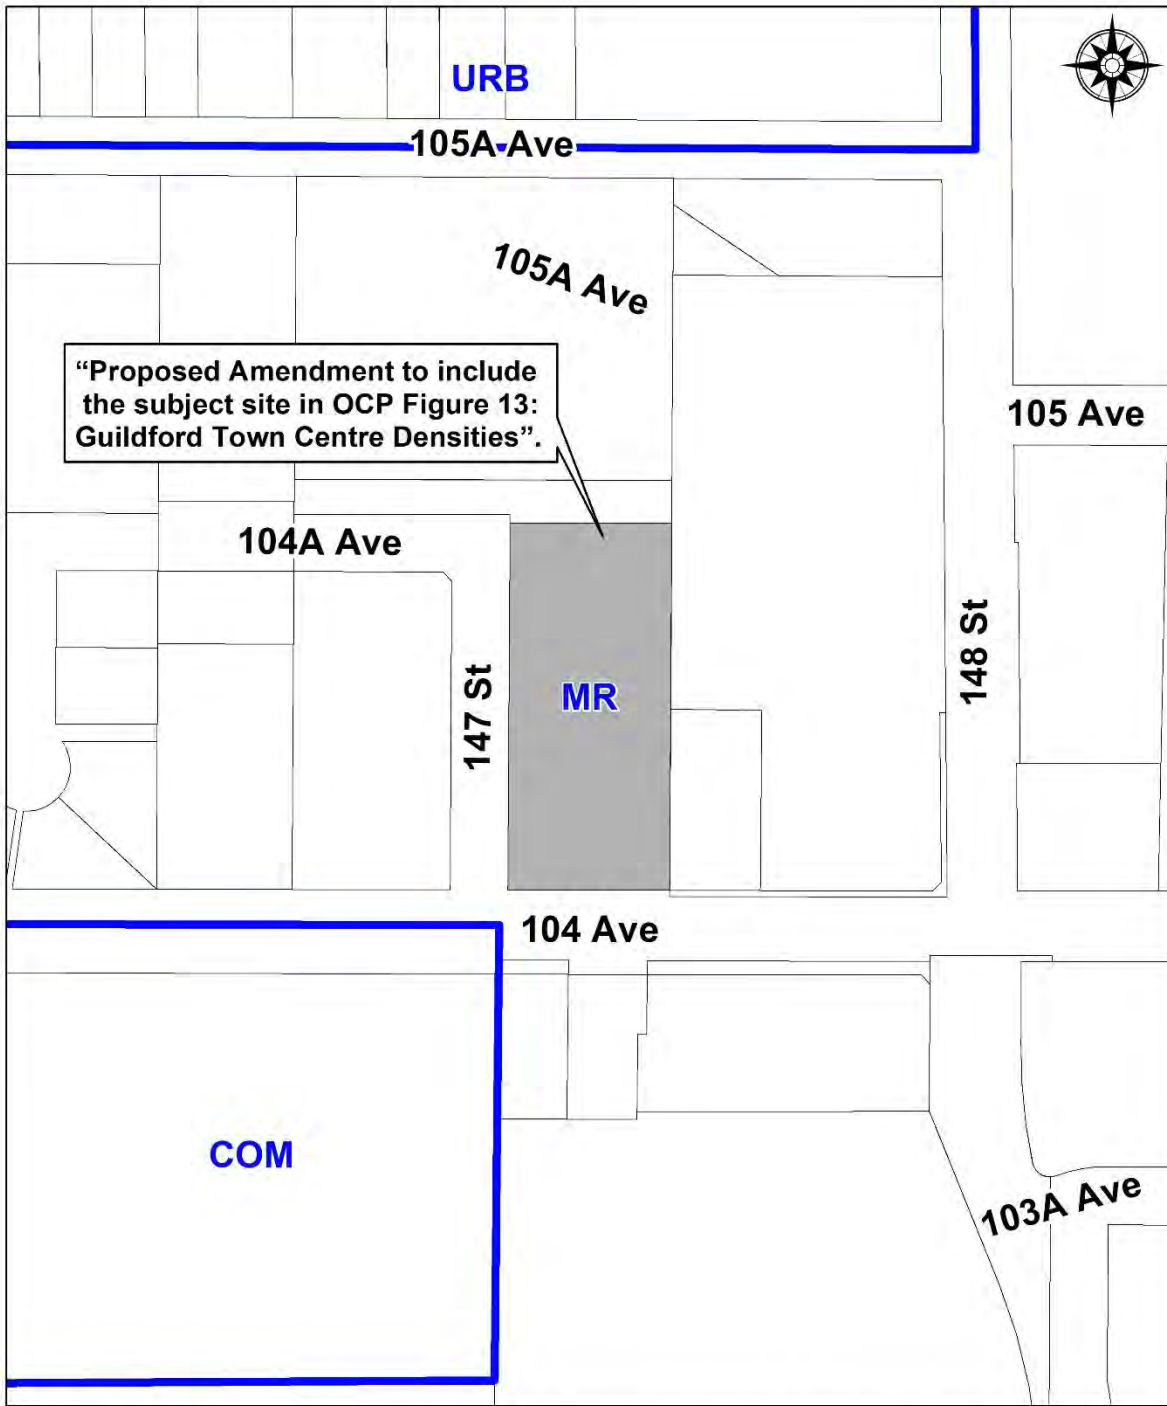 URB
105A Ave
105A Ave
“Proposed Amendment to include
the subject site in OCP Figure 13:
Guildford Town Centre Densities”.
105 Ave
104A Ave
148 St
147 St
MR
104 Ave
COM
103A Ave